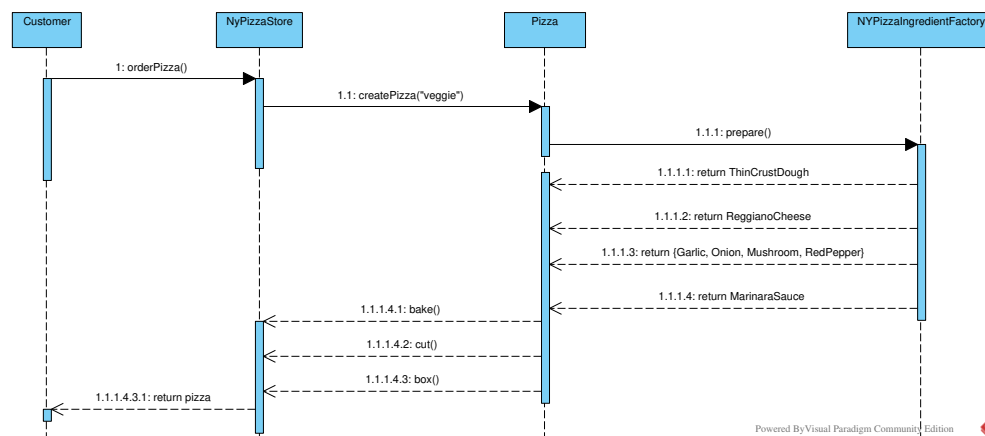 Customer
NyPizzaStore
Pizza
NYPizzaIngredientFactory
1: orderPizza()
1.1: createPizza("veggie")
1.1.1: prepare()
1.1.1.1: return ThinCrustDough
1.1.1.2: return ReggianoCheese
1.1.1.3: return {Garlic, Onion, Mushroom, RedPepper}
1.1.1.4: return MarinaraSauce
1.1.1.4.1: bake()
1.1.1.4.2: cut()
1.1.1.4.3: box()
1.1.1.4.3.1: return pizza
Powered ByVisual Paradigm Community Edition